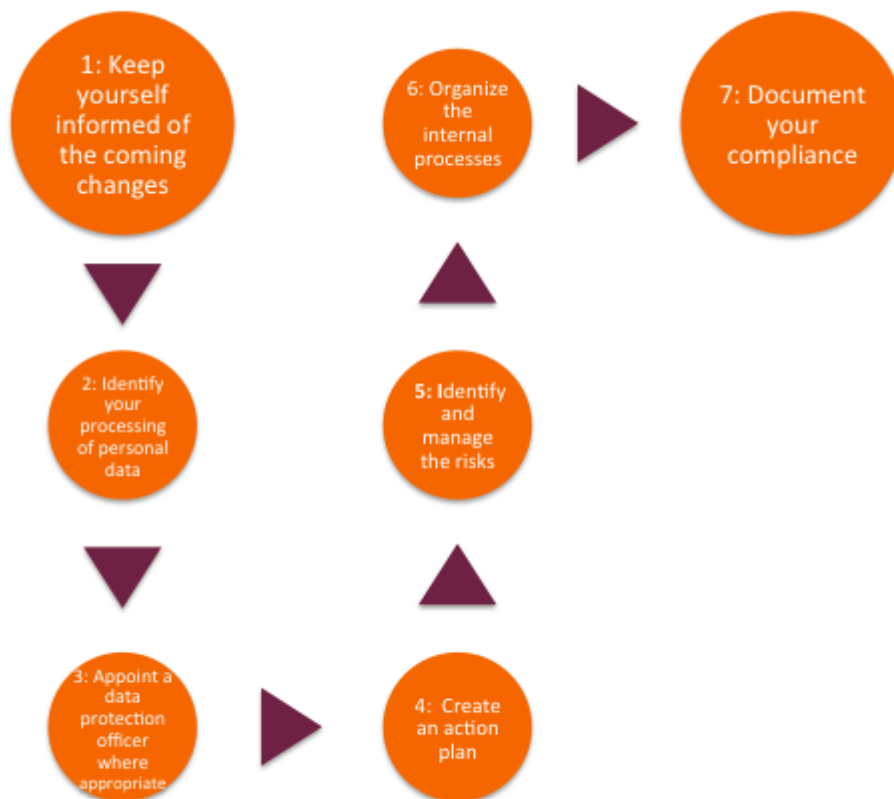 1: Keep
yourself
informed of
the coming
changes
2: Identify
your
processing
of personal
data
3: Appoint a
data
protection
officer
where
appropriate
4:  Create
an action
plan
5: Identify
and
manage
the risks
6: Organize
the
internal
processes
7: Document
your
compliance